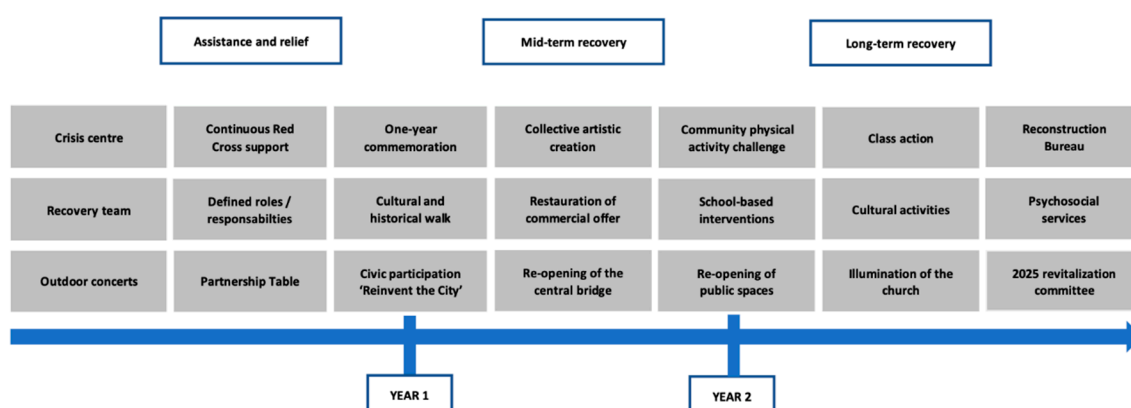 Assistance and relief
Mid-term recovery
Long-term recovery
Crisis centre
Continuous Red
Cross support
One-year
commemoration
Collective artistic
creation
Community physical
activity challenge
Class action
Reconstruction
Bureau
Recovery team
Defined roles /
responsabilties
Cultural and
historical walk
Restauration of
commercial offer
School-based
interventions
Cultural activities
Psychosocial
services
Outdoor concerts
Partnership Table
Civic participation
‘Reinvent the City’
Re-opening of the
central bridge
Re-opening of
public spaces
Illumination of the
church
2025 revitalization
committee
YEAR 1
YEAR 2